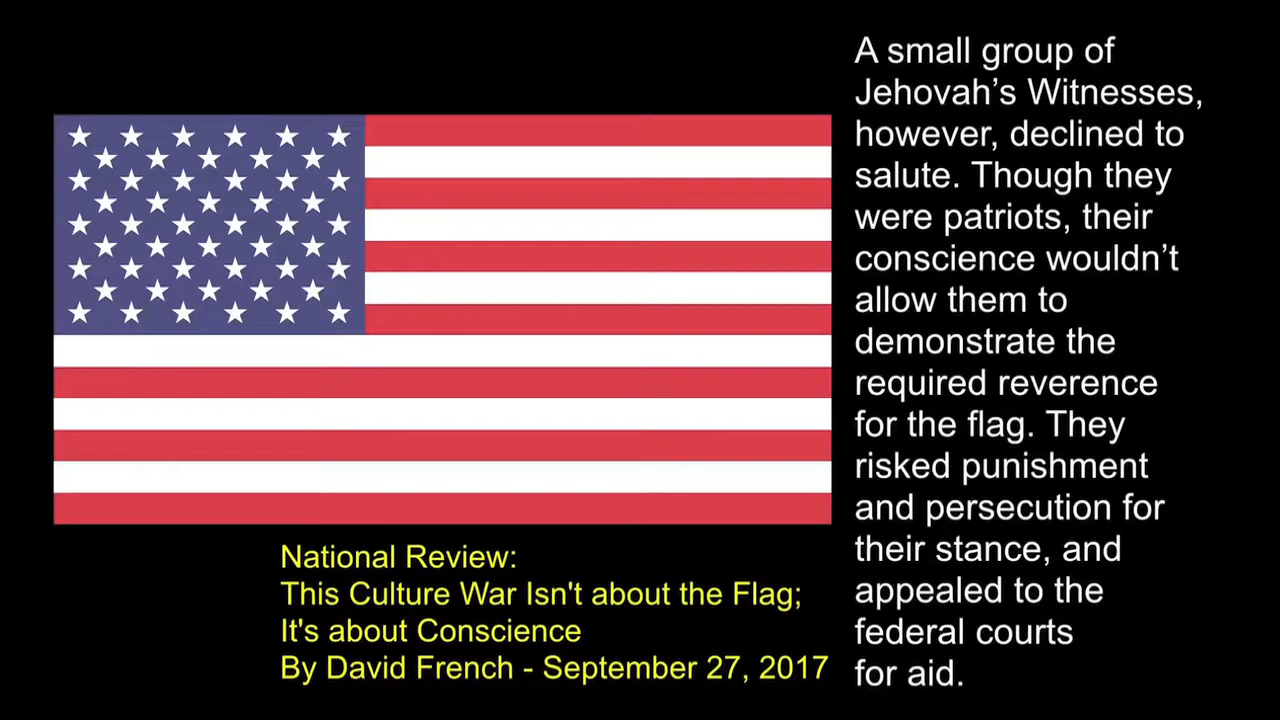 A small group of
Jehovah’s Witnesses,
however, declined to
salute. Though they
were patriots, their
conscience wouldn’t
allow them to
demonstrate the
required reverence
for the flag. They
risked punishment
and persecution for
their stance, and
appealed to the
federal courts
for aid.
National Review:
This Culture War Isn't about the Flag;
It's about Conscience
By David French - September 27, 2017